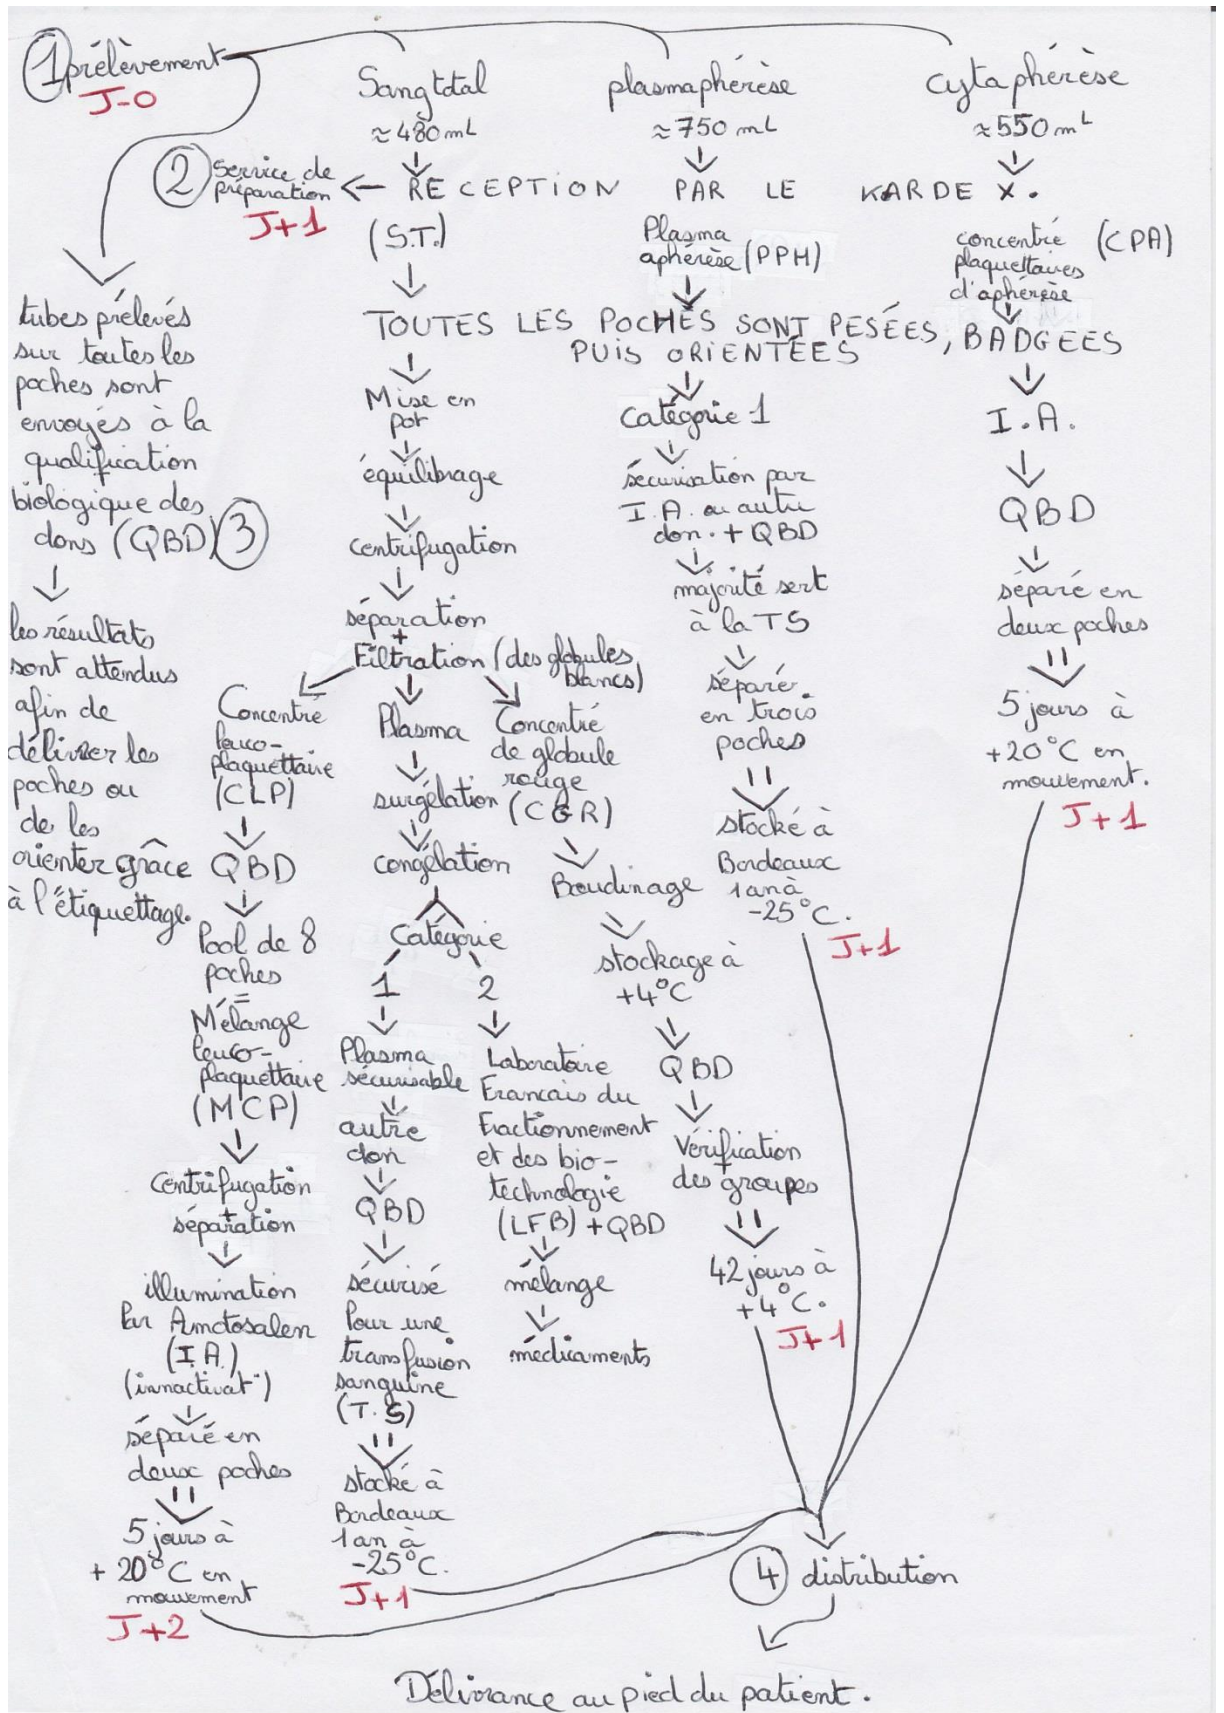 1 prélèvement
J-0
Sang total
≈ 480 mL
plasmaphérèse
≈ 750 mL
cytaphérèse
≈ 550 mL
2 Service de
préparation
J+1
RECEPTION PAR LE KARDEX.
(S.T.)
Plasma
aphérèse (PPH)
concentré (CPA)
plaquettaires
d'aphérèse
TOUTES LES POCHES SONT PESÉES, BADGEES
PUIS ORIENTÉES
tubes prélevés
sur toutes les
poches sont
envoyés à la
qualification
biologique des
dons (QBD) 3
les résultats
sont attendus
afin de
délivrer les
poches ou
de les
orienter grâce
à l'étiquettage.
Mise en
pot
équilibrage
centrifugation
séparation
+
Filtration (des globules
blancs)
Concentré
leuco-
plaquettaire
(CLP)
QBD
Pool de 8
poches
=
Mélange
leuco-
plaquettaire
(MCP)
Centrifugation
+
séparation
illumination
Par Amotosalen
(I.A.)
(innactivat°)
séparé en
deux poches
5 jours à
+ 20°C en
mouvement
J+2
Plasma
surgélation
congélation
Catégorie
1 2
Plasma
sécurisable
autre
don
QBD
sécurisé
Pour une
transfusion
sanguine
(T.S)
stocké à
Bordeaux
1 an à
-25°C.
J+1
Laboratoire
Francais du
Fractionnement
et des bio-
technologie
(LFB) + QBD
mélange
médicaments
Concentré
de globule
rouge
(CGR)
Boudinage
stockage à
+4°C
QBD
Vérification
+
des groupes
42 jours à
+4°C.
J+1
catégorie 1
sécurisation par
I.A. ou autre
don. + QBD
majorité sert
à la TS
séparé
en trois
poches
stocké à
Bordeaux
1 an à
-25°C.
J+1
I.A.
QBD
séparé en
deux poches
5 jours à
+20°C en
mouvement.
J+1
4 distribution
Délivrance au pied du patient.